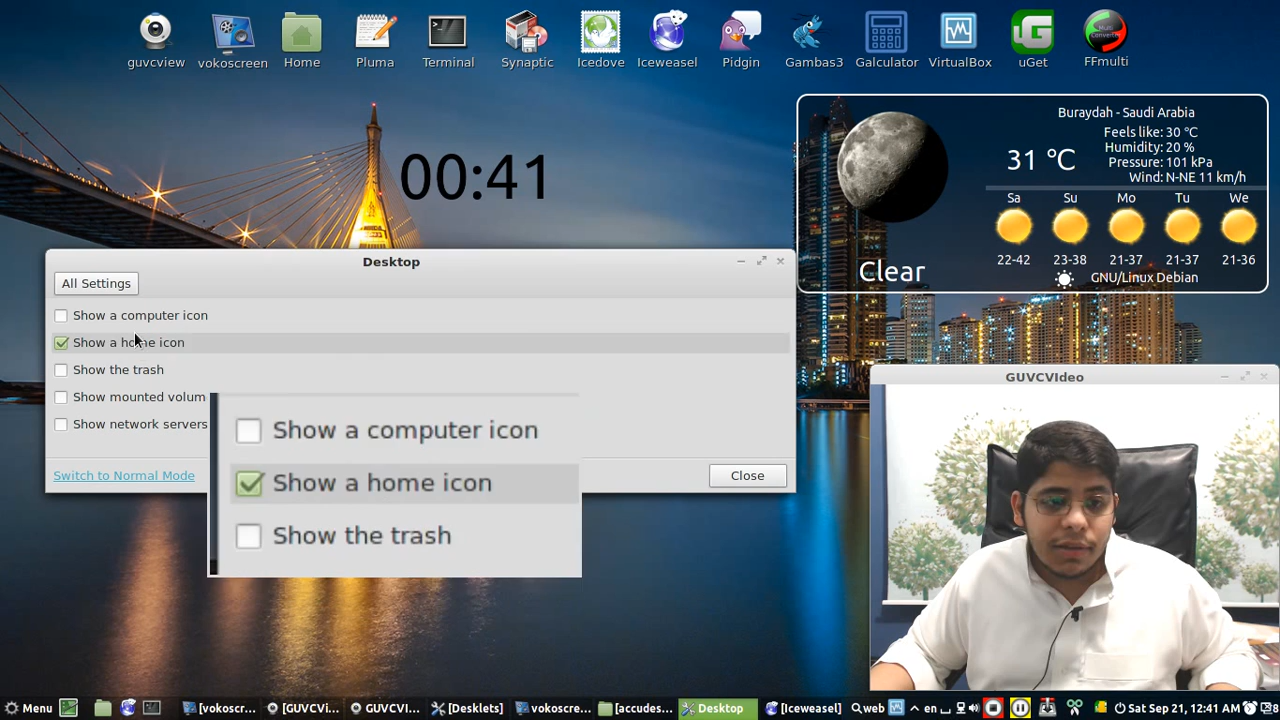 guvcview
vokoscreen
Home
Pluma
Terminal
Synaptic
Icedove
Iceweasel
Pidgin
Gambas3
Galculator
VirtualBox
uGet
FFmulti
00:41
Buraydah - Saudi Arabia
Feels like: 30 °C
Humidity: 20 %
Pressure: 101 kPa
Wind: N-NE 11 km/h
31 °C
Sa Su Mo Tu We
22-42 23-38 21-37 21-37 21-36
Clear
GNU/Linux Debian
Desktop
All Settings
Show a computer icon
Show a home icon
Show the trash
Show mounted volum
Show network servers
Switch to Normal Mode
Close
Show a computer icon
Show a home icon
Show the trash
GUVCVIdeo
Menu [vokoscr... [GUVCVi... GUVCVI... [Desklets] vokoscre... [accudes... Desktop [Iceweasel] web en Sat Sep 21, 12:41 AM 8